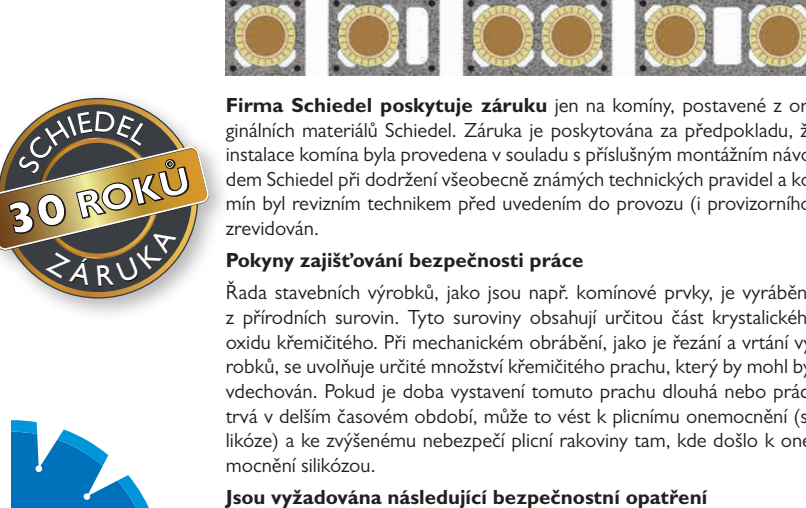 SCHIEDEL
30 ROKŮ
ZÁRUKA
Firma Schiedel poskytuje záruku jen na komíny, postavené z ori
ginálních materiálů Schiedel. Záruka je poskytována za předpokladu, ž
instalace komína byla provedena v souladu s příslušným montážním návo
dem Schiedel při dodržení všeobecně známých technických pravidel a ko
mín byl revizním technikem před uvedením do provozu (i provizorního
zrevidován.
Pokyny zajišťování bezpečnosti práce
Řada stavebních výrobků, jako jsou např. komínové prvky, je vyráběn
z přírodních surovin. Tyto suroviny obsahují určitou část krystalickéh
oxidu křemičitého. Při mechanickém obrábění, jako je řezání a vrtání vý
robků, se uvolňuje určité množství křemičitého prachu, který by mohl bý
vdechován. Pokud je doba vystavení tomuto prachu dlouhá nebo prác
trvá v delším časovém období, může to vést k plicnímu onemocnění (si
likóze) a ke zvýšenému nebezpečí plicní rakoviny tam, kde došlo k one
mocnění silikózou.
Jsou vyžadována následující bezpečnostní opatření